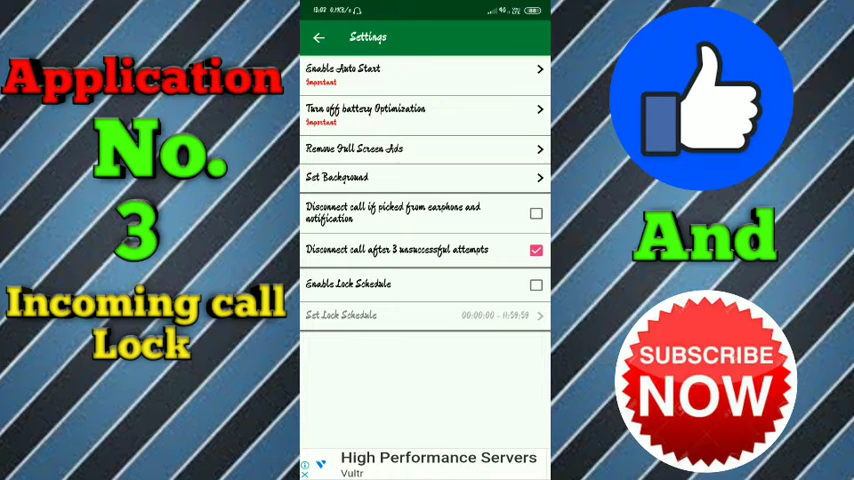 Application
No.
3
Incoming call
Lock
Settings
Enable Auto Start
Important
Turn off battery Optimization
Important
Remove Full Screen Ads
Set Background
Disconnect call if picked from earphone and
notification
Disconnect call after 3 unsuccessful attempts
Enable Lock Schedule
Set Lock Schedule 00:00:00 - 11:59:59
High Performance Servers
Vultr
And
SUBSCRIBE
NOW